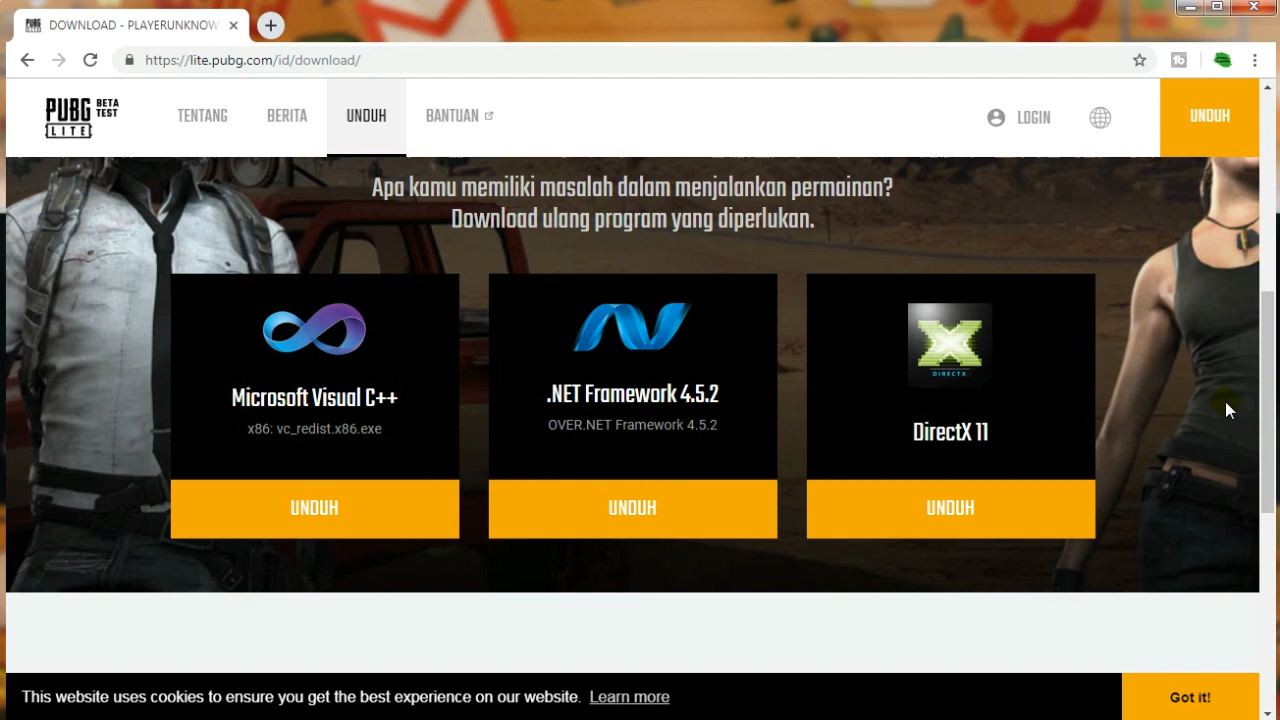 DOWNLOAD - PLAYERUNKNOW
https://lite.pubg.com/id/download/
PUBG BETA TEST
LITE
TENTANG
BERITA
UNDUH
BANTUAN
LOGIN
UNDUH
Apa kamu memiliki masalah dalam menjalankan permainan?
Download ulang program yang diperlukan.
Microsoft Visual C++
x86: vc_redist.x86.exe
UNDUH
.NET Framework 4.5.2
OVER.NET Framework 4.5.2
UNDUH
DIRECTX
DirectX 11
UNDUH
This website uses cookies to ensure you get the best experience on our website. Learn more
Got it!